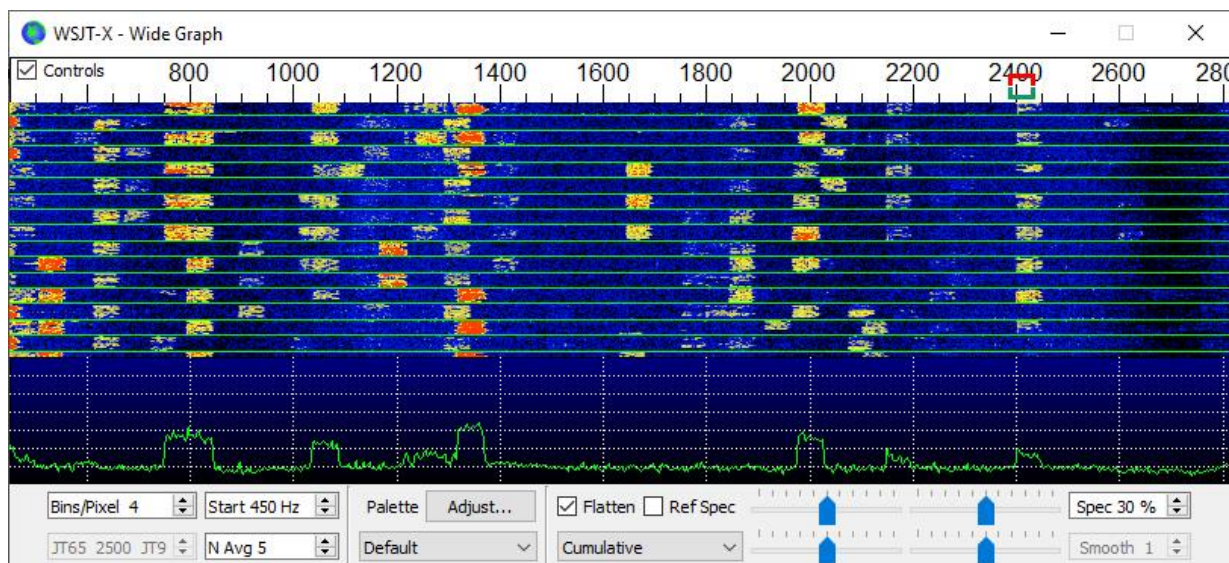 WSJT-X - Wide Graph
Controls 800 1000 1200 1400 1600 1800 2000 2200 2400 2600
Bins/Pixel 4 Start 450 Hz Palette Adjust... Flatten Ref Spec Spec 30 %
JT65 2500 JT9 N Avg 5 Default Cumulative Smooth 1